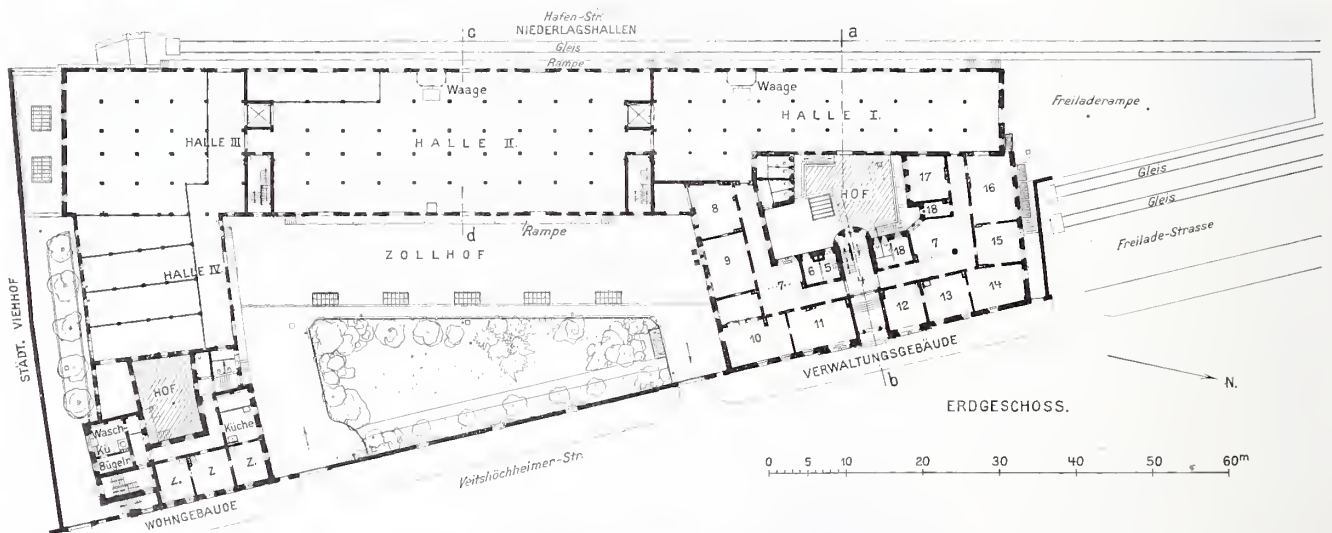 Hafen-Str.
NIEDERLAGSHALLEN
Gleis
Rampe
c
a
Waage
Waage
HALLE III
HALLE II.
HALLE I.
Freiladerampe
Gleis
Gleis
Freilade-Strasse
HOF
17
16
18
8
7
18
15
9
6
5
4
7
14
13
12
11
10
d
Rampe
ZOLLHOF
HALLE IV
STÄDT. VIEHHOF
HOF
Küche
Wasch
Kü
Bügelr.
Z.
Z
Z.
WOHNGEBÄUDE
Veitshöchheimer-Str.
VERWALTUNGSGEBÄUDE
b
N.
ERDGESCHOSS.
0 5 10 20 30 40 50 60m